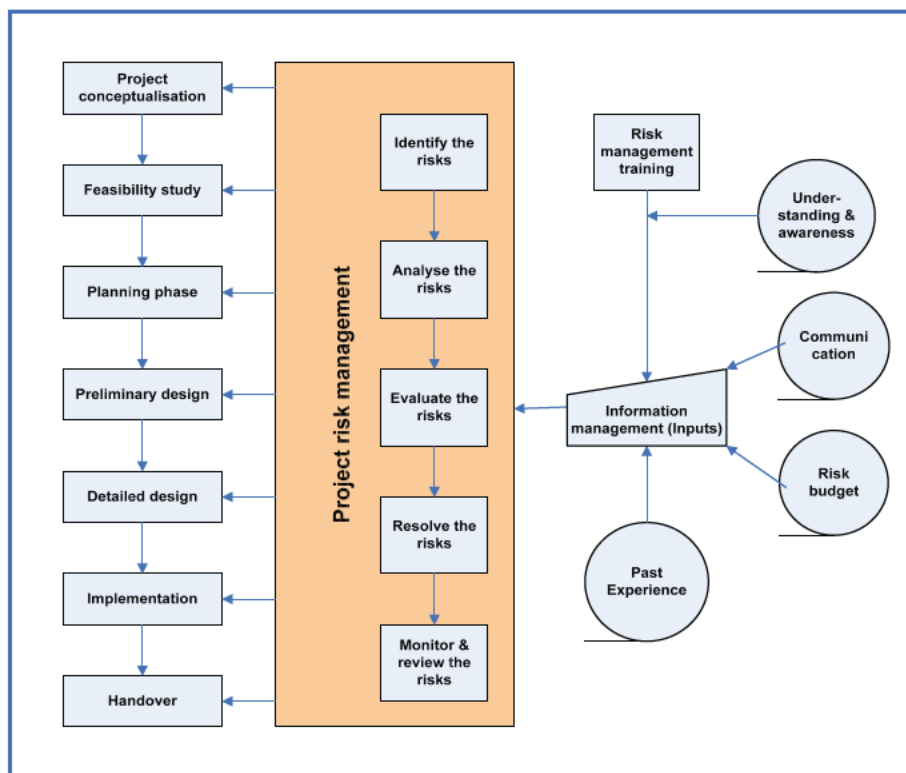 Project
conceptualisation
Feasibility study
Planning phase
Preliminary design
Detailed design
Implementation
Handover
Project risk management
Identify the
risks
Analyse the
risks
Evaluate the
risks
Resolve the
risks
Monitor &
review the
risks
Risk
management
training
Under-
standing &
awareness
Communi
cation
Information
management (Inputs)
Risk
budget
Past
Experience